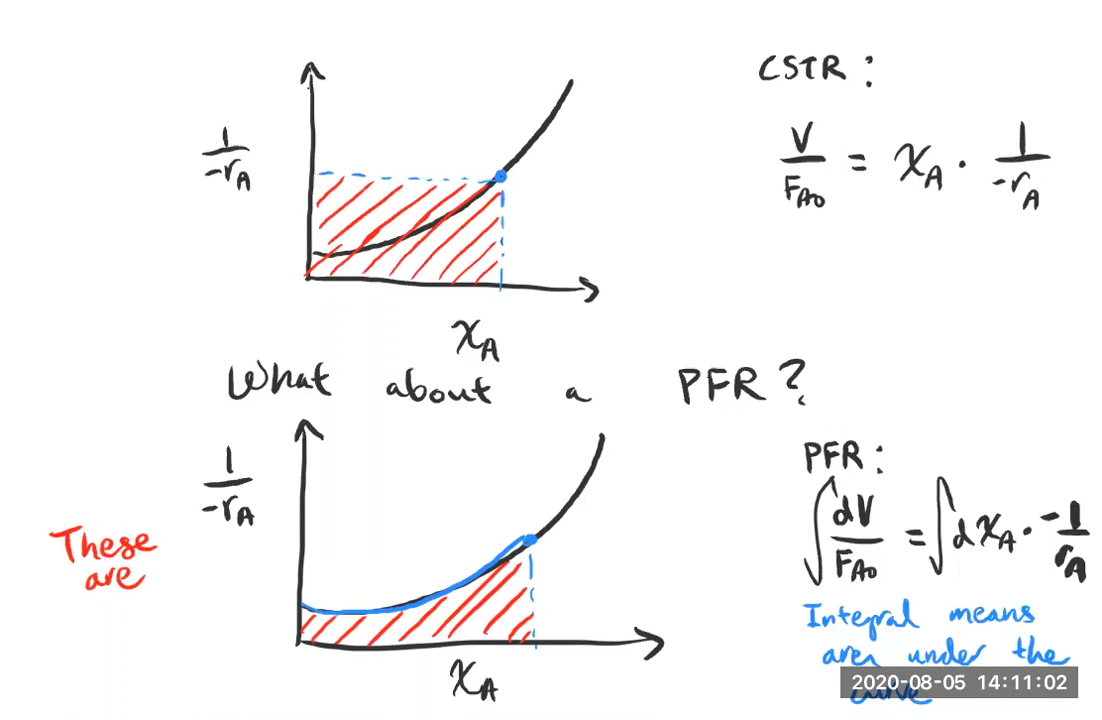 CSTR:
1/-rA
V/FA0 = XA · 1/-rA
XA
What about a PFR?
1/-rA
PFR:
∫ dV/FA0 = ∫ dXA · -1/rA
These
are
Integral means
area under the
curve
2020-08-05 14:11:02
XA